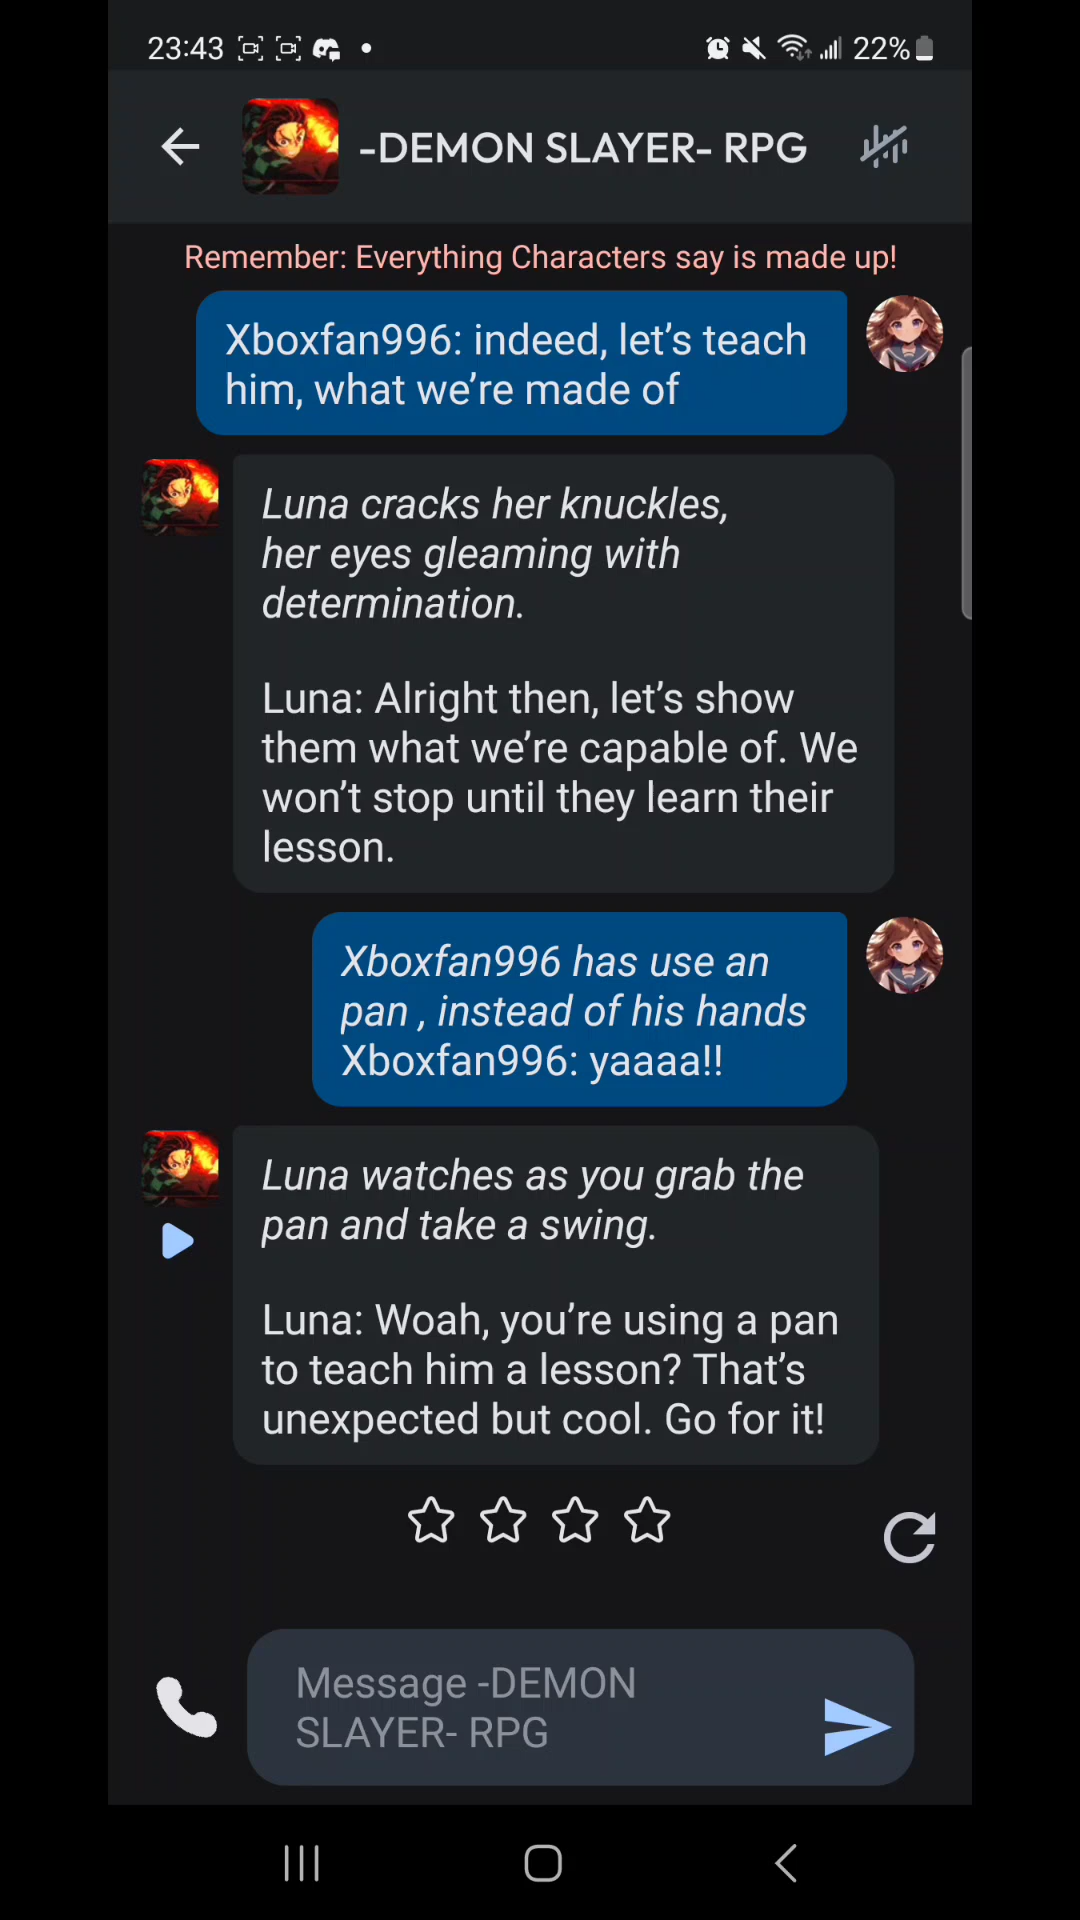 23:43
22%
-DEMON SLAYER- RPG
Remember: Everything Characters say is made up!
Xboxfan996: indeed, let’s teach
him, what we’re made of
Luna cracks her knuckles,
her eyes gleaming with
determination.
Luna: Alright then, let’s show
them what we’re capable of. We
won’t stop until they learn their
lesson.
Xboxfan996 has use an
pan , instead of his hands
Xboxfan996: yaaaa!!
Luna watches as you grab the
pan and take a swing.
Luna: Woah, you’re using a pan
to teach him a lesson? That’s
unexpected but cool. Go for it!
Message -DEMON
SLAYER- RPG